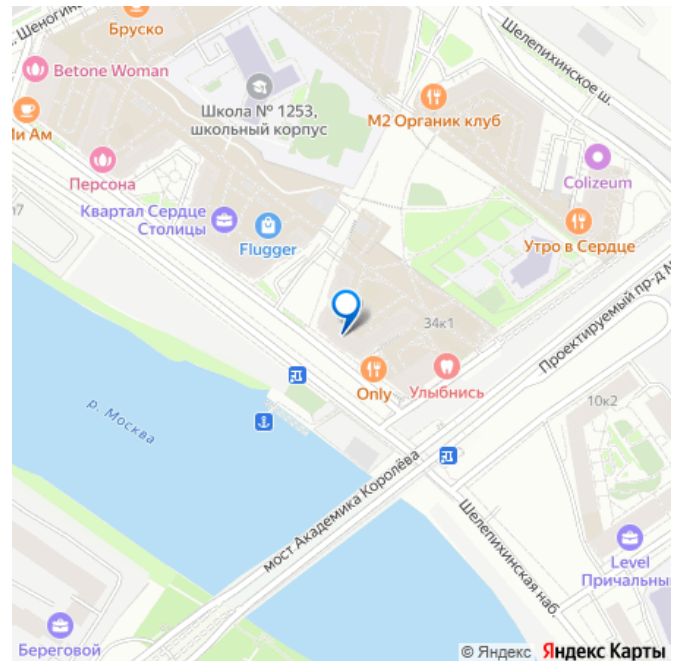 Бруско
Betone Woman
Школа № 1253,
школьный корпус
Шелепихинское ш.
М2 Органик клуб
Персона
Colizeum
Квартал Сердце
Столицы
Flugger
Утро в Сердце
34к1
Проектируемый пр-д
Only
Улыбнись
10к2
р. Москва
мост Академика Королёва
Шелепихинская наб.
Level
Причальны
Береговой
© Яндекс Яндекс Карты